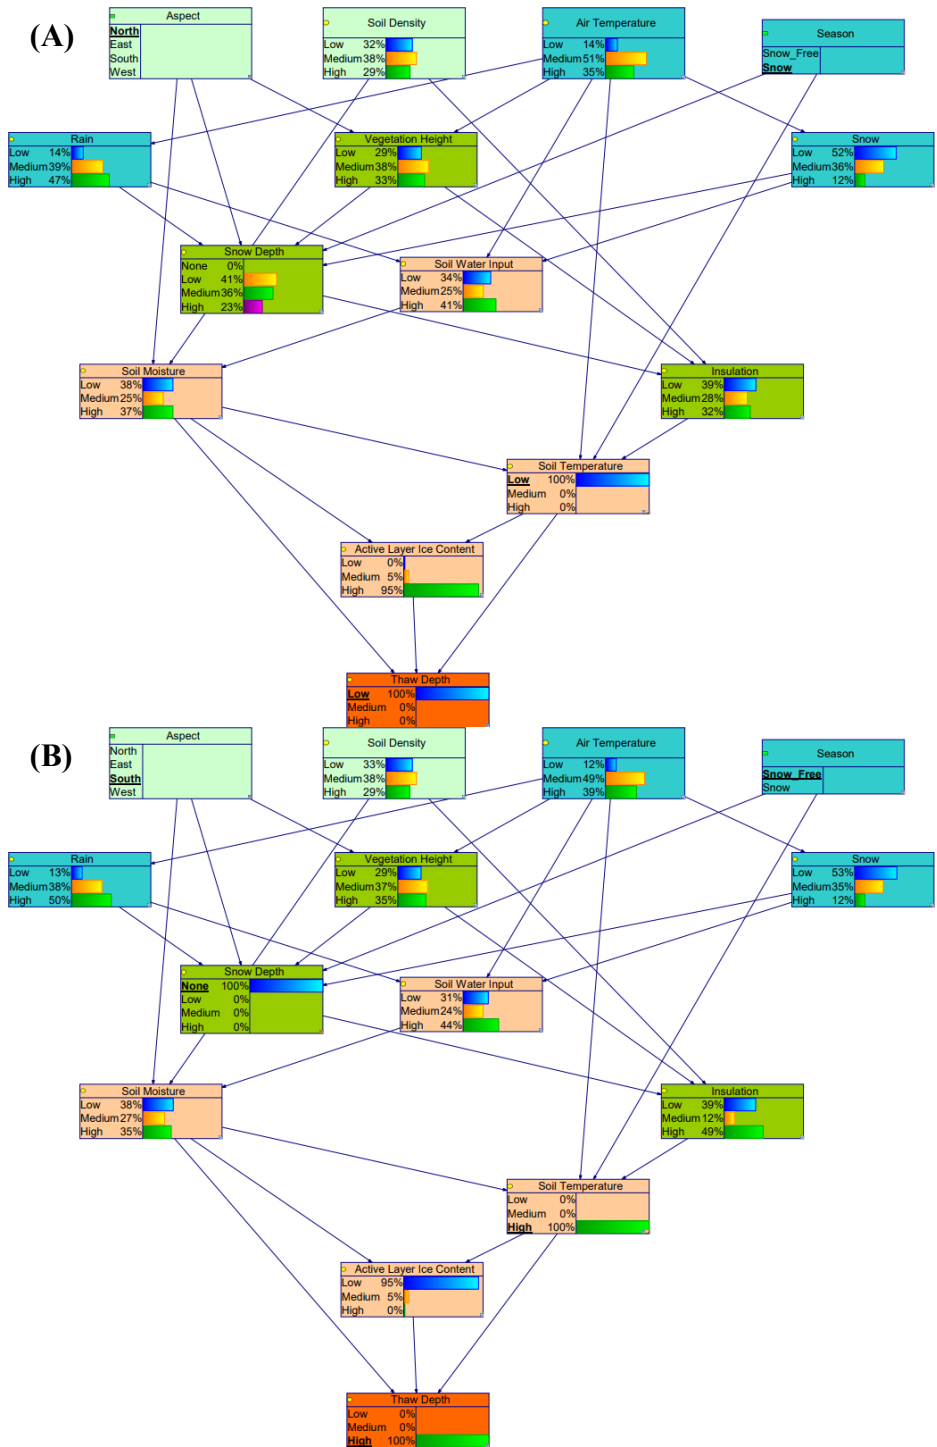 (A)
Aspect
North
East
South
West
Soil Density
Low 32%
Medium 38%
High 29%
Air Temperature
Low 14%
Medium 51%
High 35%
Season
Snow_Free
Snow
Rain
Low 14%
Medium 39%
High 47%
Vegetation Height
Low 29%
Medium 38%
High 33%
Snow
Low 52%
Medium 36%
High 12%
Snow Depth
None 0%
Low 41%
Medium 36%
High 23%
Soil Water Input
Low 34%
Medium 25%
High 41%
Soil Moisture
Low 38%
Medium 25%
High 37%
Insulation
Low 39%
Medium 28%
High 32%
Soil Temperature
Low 100%
Medium 0%
High 0%
Active Layer Ice Content
Low 0%
Medium 5%
High 95%
Thaw Depth
Low 100%
Medium 0%
High 0%
(B)
Aspect
North
East
South
West
Soil Density
Low 33%
Medium 38%
High 29%
Air Temperature
Low 12%
Medium 49%
High 39%
Season
Snow_Free
Snow
Rain
Low 13%
Medium 38%
High 50%
Vegetation Height
Low 29%
Medium 37%
High 35%
Snow
Low 53%
Medium 35%
High 12%
Snow Depth
None 100%
Low 0%
Medium 0%
High 0%
Soil Water Input
Low 31%
Medium 24%
High 44%
Soil Moisture
Low 38%
Medium 27%
High 35%
Insulation
Low 39%
Medium 12%
High 49%
Soil Temperature
Low 0%
Medium 0%
High 100%
Active Layer Ice Content
Low 95%
Medium 5%
High 0%
Thaw Depth
Low 0%
Medium 0%
High 100%